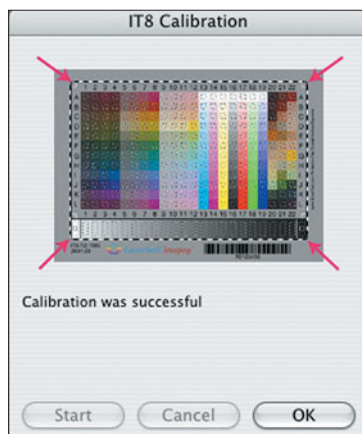 IT8 Calibration
1 2 3 4 5 6 7 8 9 10 11 12 13 14 15 16 17 18 19 20 21 22
1 2 3 4 5 6 7 8 9 10 11 12 13 14 15 16 17 18 19 20 21 22
LaserSoft Imaging
Calibration was successful
Start Cancel OK